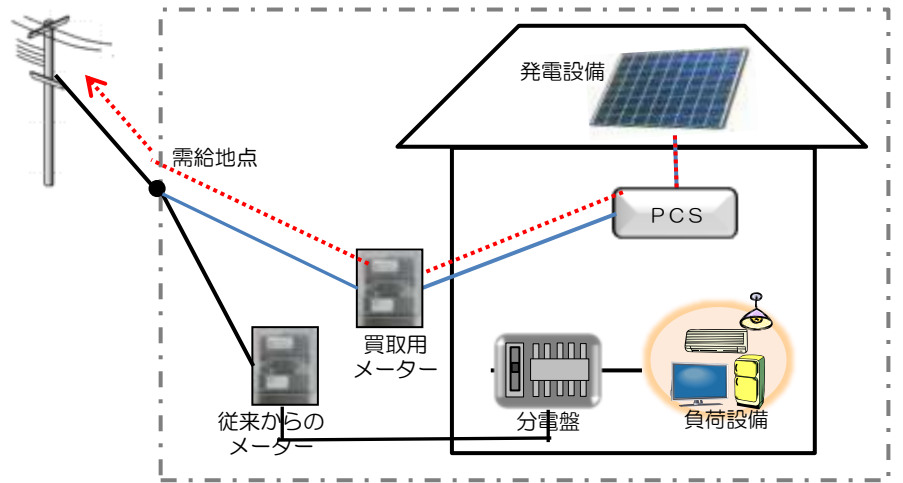 発電設備
需給地点
PCS
買取用
メーター
従来からの
メーター
分電盤
負荷設備